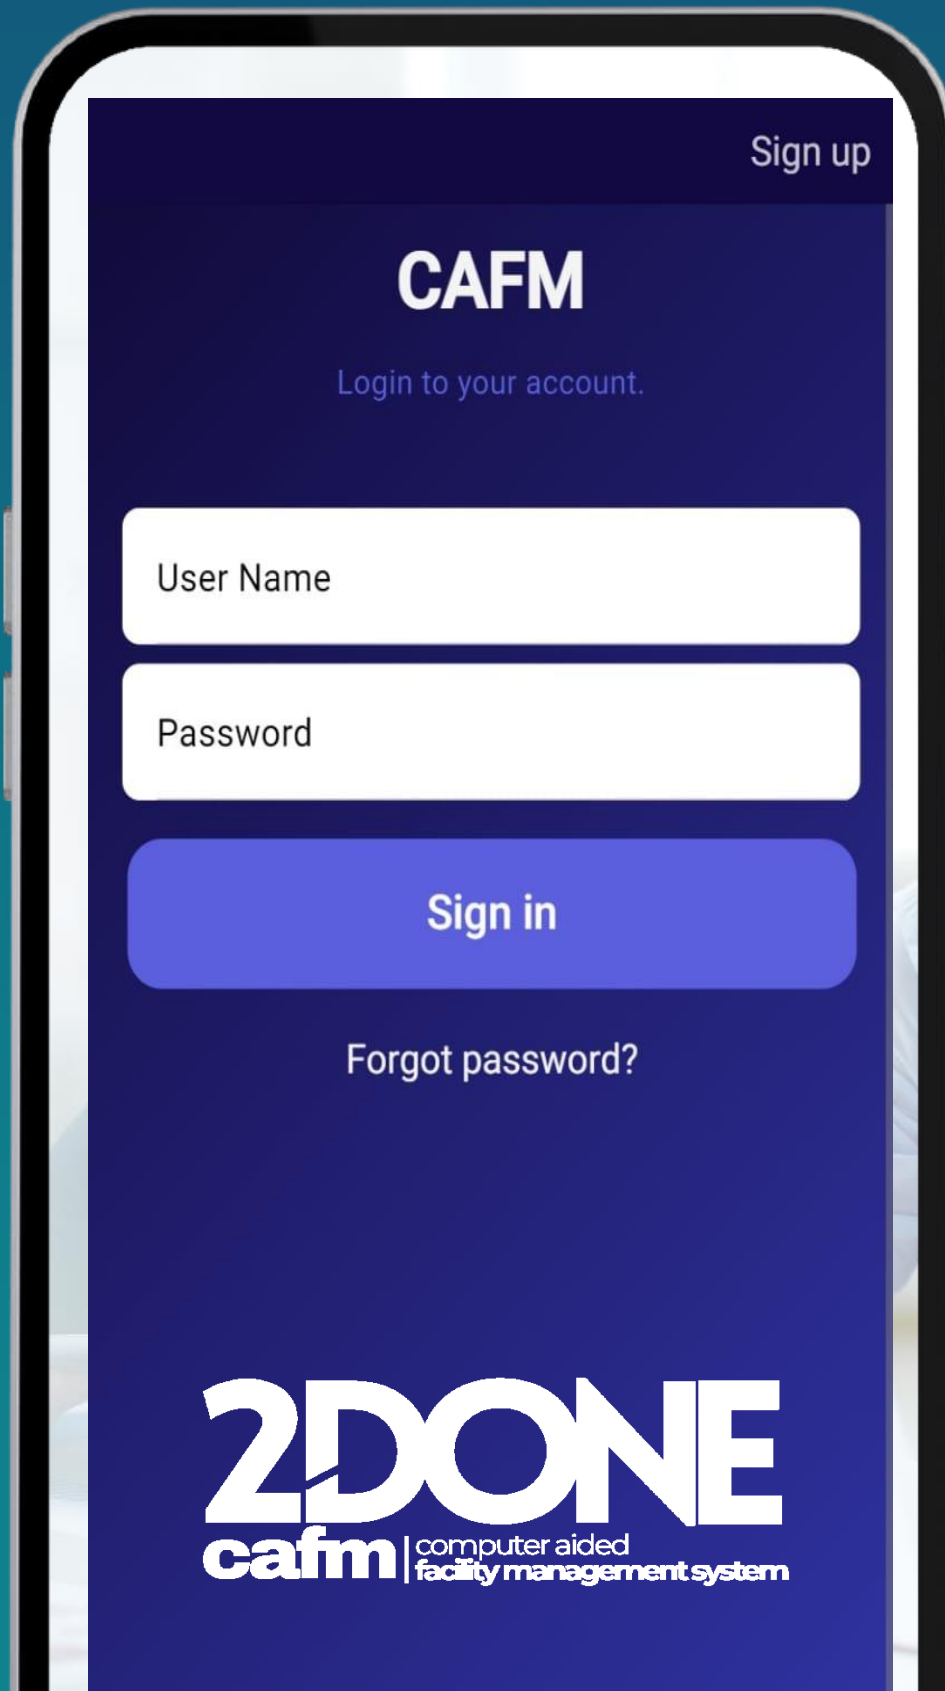 Sign up
CAFM
Login to your account.
User Name
Password
Sign in
Forgot password?
2DONE
cafm | computer aided
facility management system